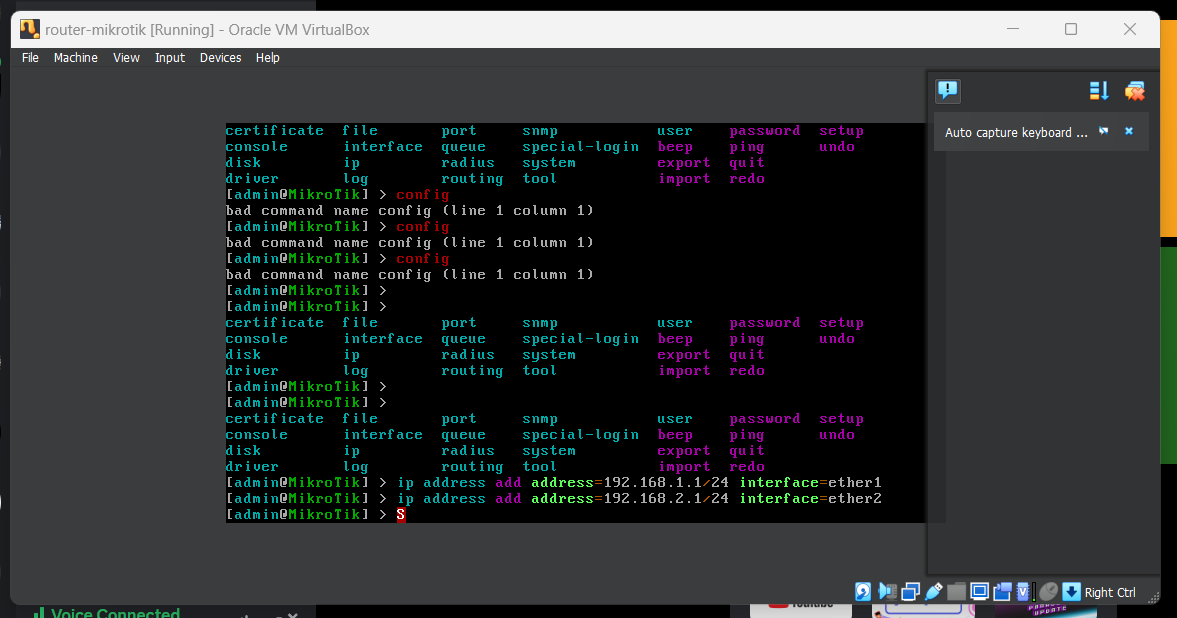 router-mikrotik [Running] - Oracle VM VirtualBox
File Machine View Input Devices Help
Auto capture keyboard ...
certificate file port snmp user password setup
console interface queue special-login beep ping undo
disk ip radius system export quit
driver log routing tool import redo
[admin@MikroTik] > config
bad command name config (line 1 column 1)
[admin@MikroTik] > config
bad command name config (line 1 column 1)
[admin@MikroTik] > config
bad command name config (line 1 column 1)
[admin@MikroTik] >
[admin@MikroTik] >
certificate file port snmp user password setup
console interface queue special-login beep ping undo
disk ip radius system export quit
driver log routing tool import redo
[admin@MikroTik] >
[admin@MikroTik] >
certificate file port snmp user password setup
console interface queue special-login beep ping undo
disk ip radius system export quit
driver log routing tool import redo
[admin@MikroTik] > ip address add address=192.168.1.1/24 interface=ether1
[admin@MikroTik] > ip address add address=192.168.2.1/24 interface=ether2
[admin@MikroTik] > S
Right Ctrl
Voice Connected
YouTube
UPDATE